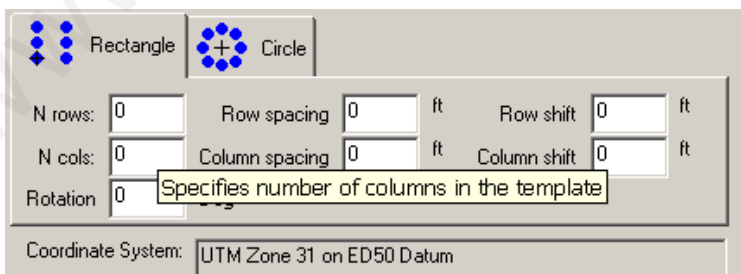 Rectangle Circle
N rows: 0 Row spacing 0 ft Row shift 0 ft
N cols: 0 Column spacing 0 ft Column shift 0 ft
Specifies number of columns in the template
Rotation 0
Coordinate System: UTM Zone 31 on ED50 Datum